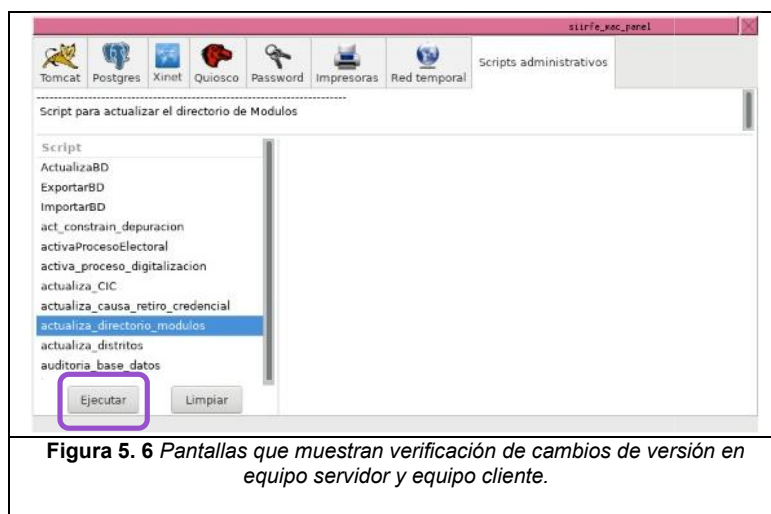 siirfe_mac_panel
Tomcat Postgres Xinet Quiosco Password Impresoras Red temporal Scripts administrativos
Script para actualizar el directorio de Modulos
Script
ActualizaBD
ExportarBD
ImportarBD
act_constrain_depuracion
activaProcesoElectoral
activa_proceso_digitalizacion
actualiza_CIC
actualiza_causa_retiro_credencial
actualiza_directorio_modulos
actualiza_distritos
auditoria_base_datos
Ejecutar Limpiar
Figura 5. 6 Pantallas que muestran verificación de cambios de versión en
equipo servidor y equipo cliente.